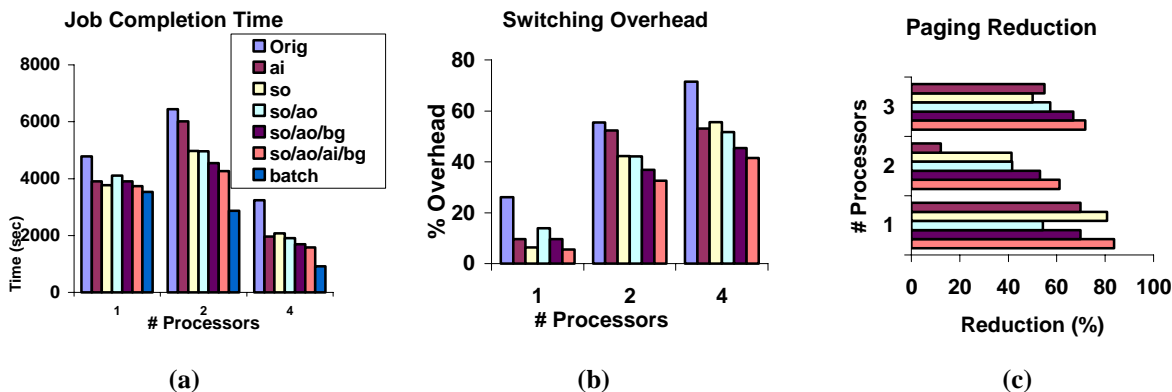 Job Completion Time
Orig
ai
so
so/ao
so/ao/bg
so/ao/ai/bg
batch
8000
6000
4000
2000
0
Time (sec)
1
2
4
# Processors
(a)
Switching Overhead
80
60
40
20
0
% Overhead
1
2
4
# Processors
(b)
Paging Reduction
# Processors
3
2
1
0
20
40
60
80
100
Reduction (%)
(c)